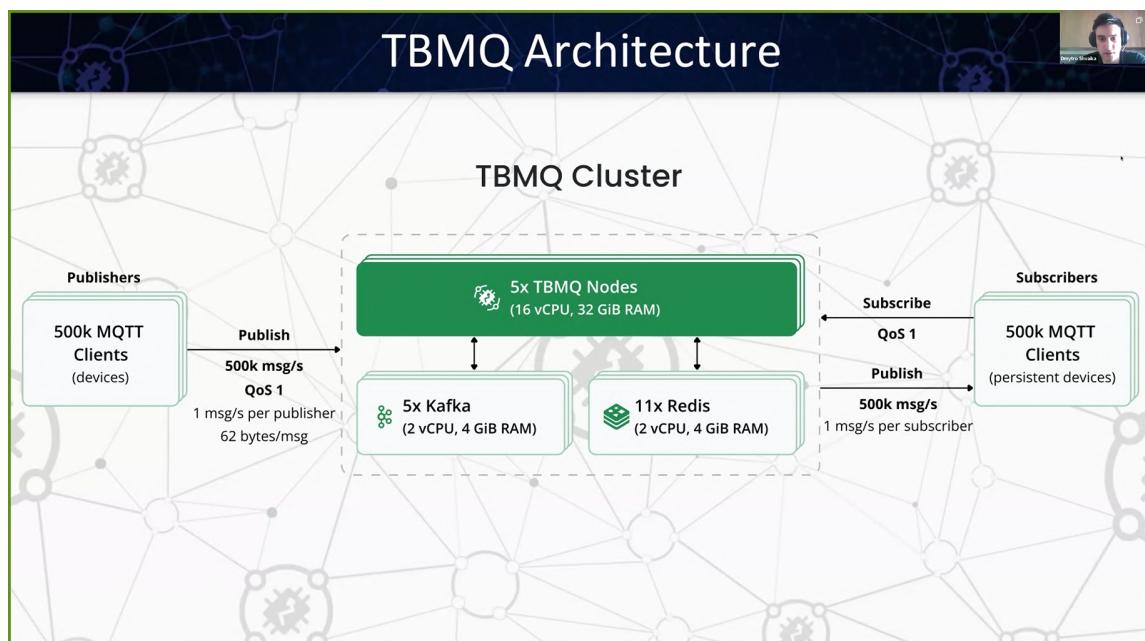 TBMQ Architecture
TBMQ Cluster
Publishers
500k MQTT
Clients
(devices)
Publish
500k msg/s
QoS 1
1 msg/s per publisher
62 bytes/msg
5x TBMQ Nodes
(16 vCPU, 32 GiB RAM)
5x Kafka
(2 vCPU, 4 GiB RAM)
11x Redis
(2 vCPU, 4 GiB RAM)
Subscribe
QoS 1
Publish
500k msg/s
1 msg/s per subscriber
Subscribers
500k MQTT
Clients
(persistent devices)